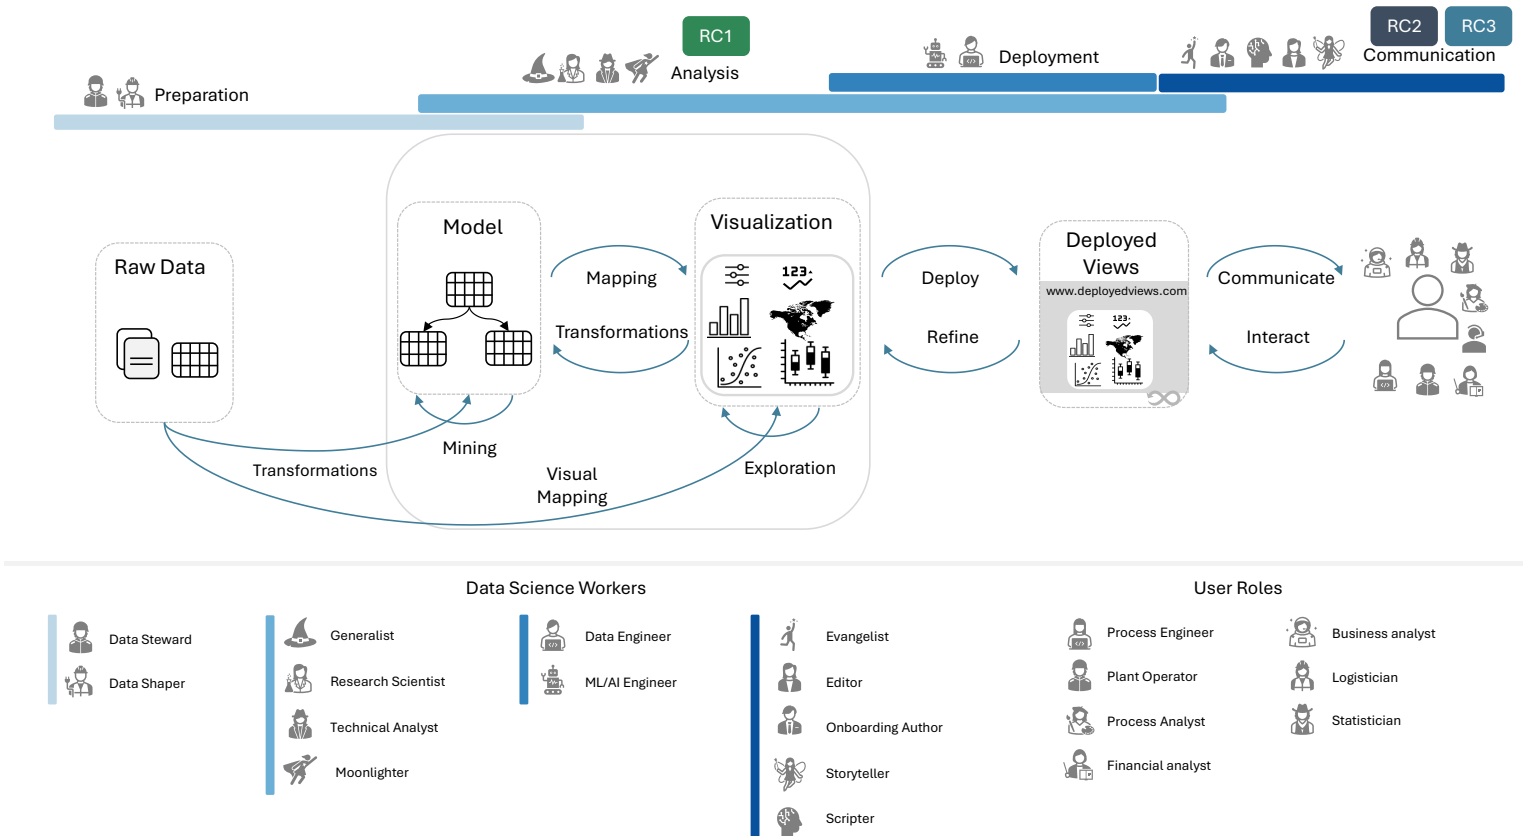 RC1
RC2
RC3
Preparation
Analysis
Deployment
Communication
Raw Data
Model
Visualization
Deployed
Views
www.deployedviews.com
123
123
Mapping
Transformations
Deploy
Refine
Communicate
Interact
Mining
Transformations
Visual
Mapping
Exploration
Data Science Workers
User Roles
Data Steward
Data Shaper
Generalist
Research Scientist
Technical Analyst
Moonlighter
Data Engineer
ML/AI Engineer
Evangelist
Editor
Onboarding Author
Storyteller
Scripter
Process Engineer
Plant Operator
Process Analyst
Financial analyst
Business analyst
Logistician
Statistician